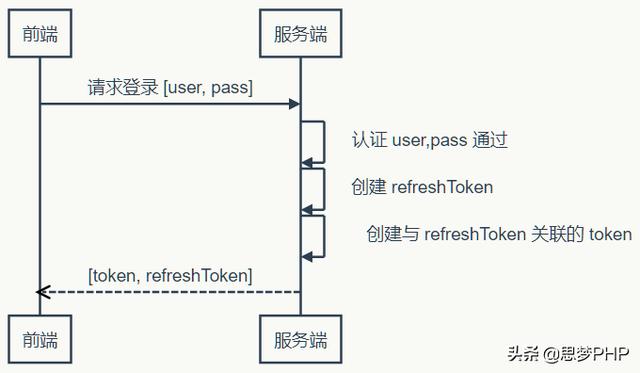 前端
服务端
请求登录 [user, pass]
认证 user,pass 通过
创建 refreshToken
创建与 refreshToken 关联的 token
[token, refreshToken]
前端
服务端
头条 @思梦PHP